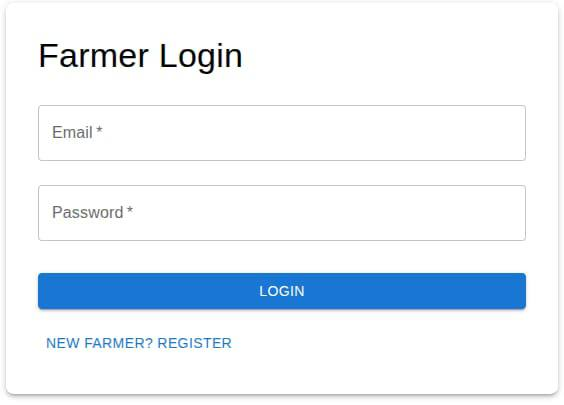 Farmer Login
Email *
Password *
LOGIN
NEW FARMER? REGISTER